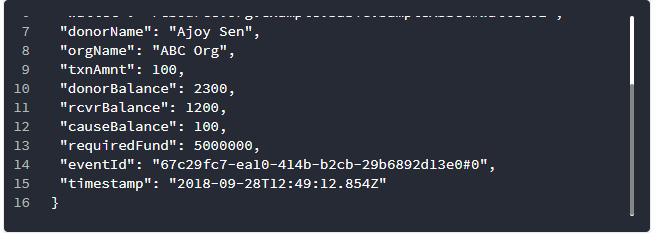 7 "donorName": "Ajoy Sen",
8 "orgName": "ABC Org",
9 "txnAmnt": 100,
10 "donorBalance": 2300,
11 "rcvrBalance": 1200,
12 "causeBalance": 100,
13 "requiredFund": 5000000,
14 "eventId": "67c29fc7-ea10-414b-b2cb-29b6892d13e0#0",
15 "timestamp": "2018-09-28T12:49:12.854Z"
16 }